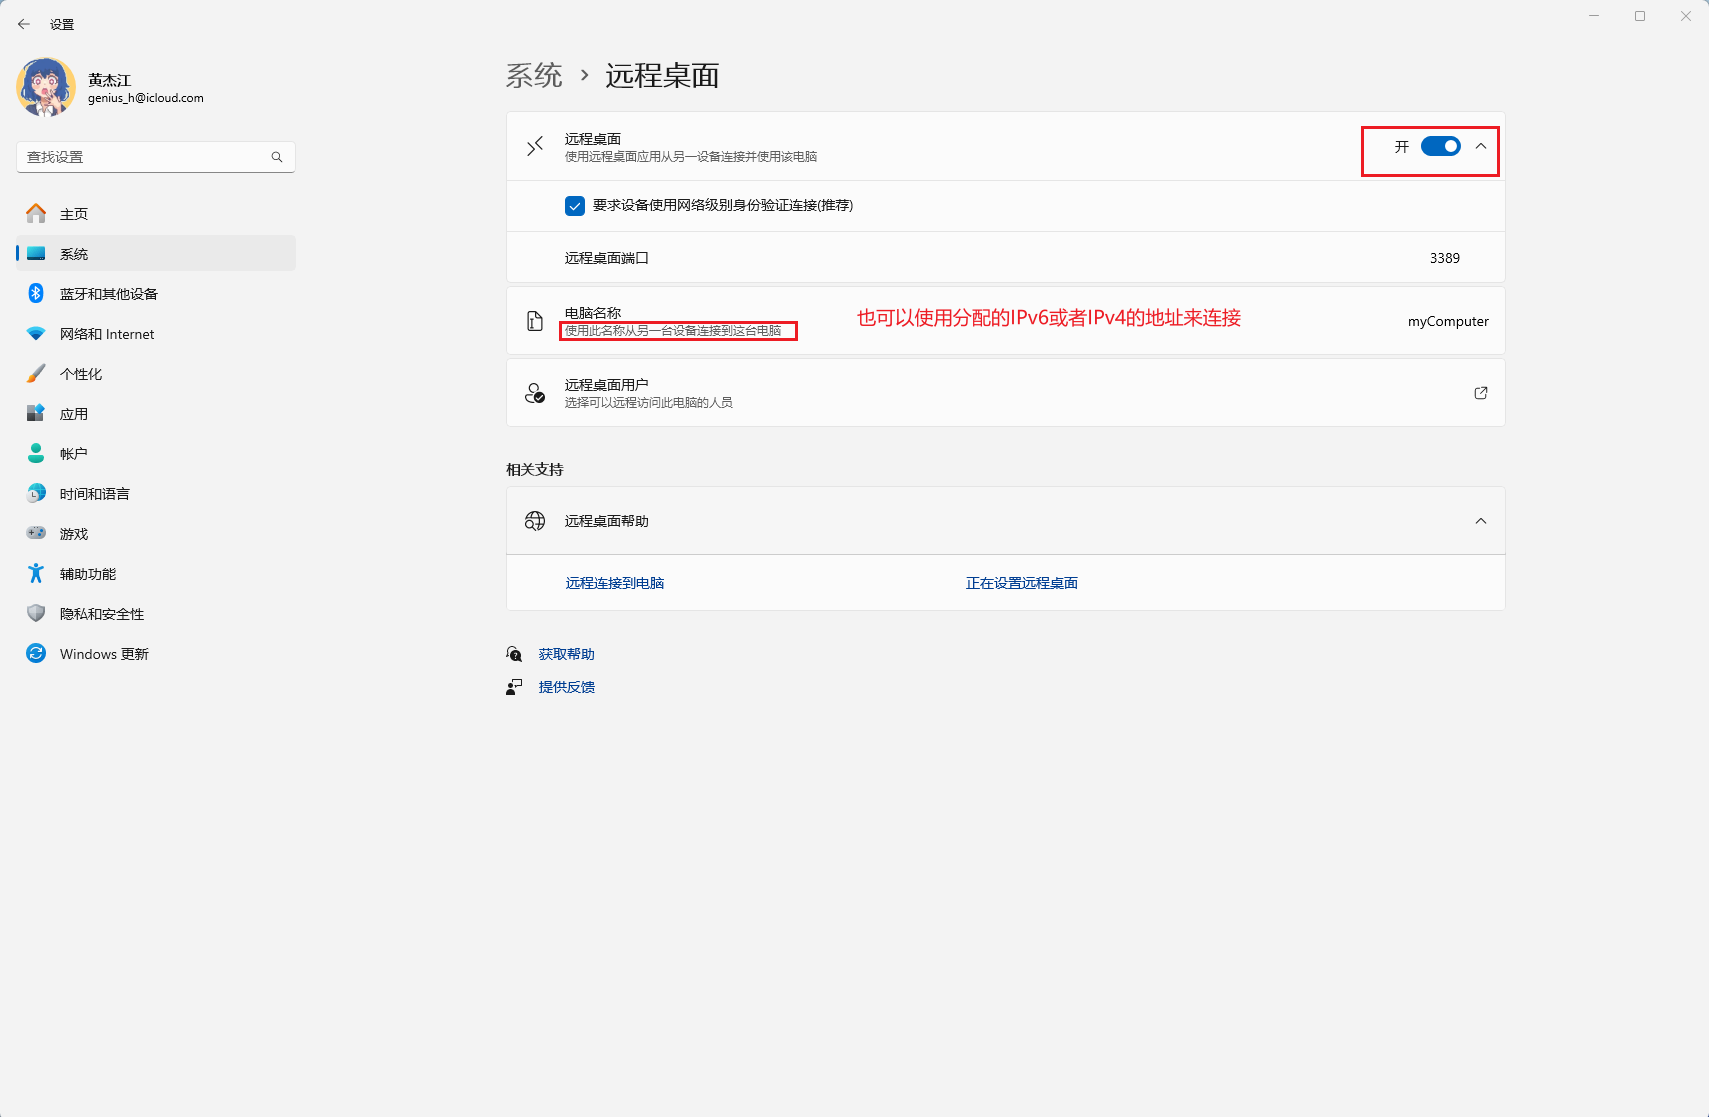 设置
黄杰江
genius_h@icloud.com
查找设置
主页
系统
蓝牙和其他设备
网络和 Internet
个性化
应用
帐户
时间和语言
游戏
辅助功能
隐私和安全性
Windows 更新
系统 › 远程桌面
远程桌面
使用远程桌面应用从另一设备连接并使用该电脑
开
要求设备使用网络级别身份验证连接(推荐)
远程桌面端口
3389
电脑名称
使用此名称从另一台设备连接到这台电脑
也可以使用分配的IPv6或者IPv4的地址来连接
myComputer
远程桌面用户
选择可以远程访问此电脑的人员
相关支持
远程桌面帮助
远程连接到电脑
正在设置远程桌面
获取帮助
提供反馈